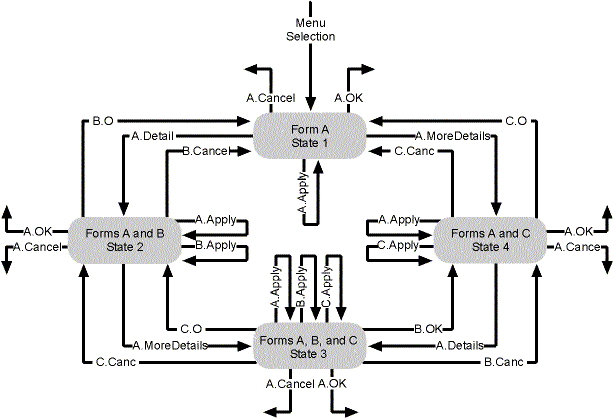 Menu
Selection
A.Cancel
A.OK
B.O
C.O
Form A
State 1
A.Detail
A.MoreDetails
B.Cancel
C.Canc
A.Apply
Forms A and B
State 2
A.OK
A.Cancel
A.Apply
B.Apply
A.Apply
C.Apply
Forms A and C
State 4
A.OK
A.Cance
A.Apply
B.Apply
C.Apply
C.O
B.OK
Forms A, B, and C
State 3
A.MoreDetails
A.Details
C.Canc
B.Canc
A.Cancel
A.OK